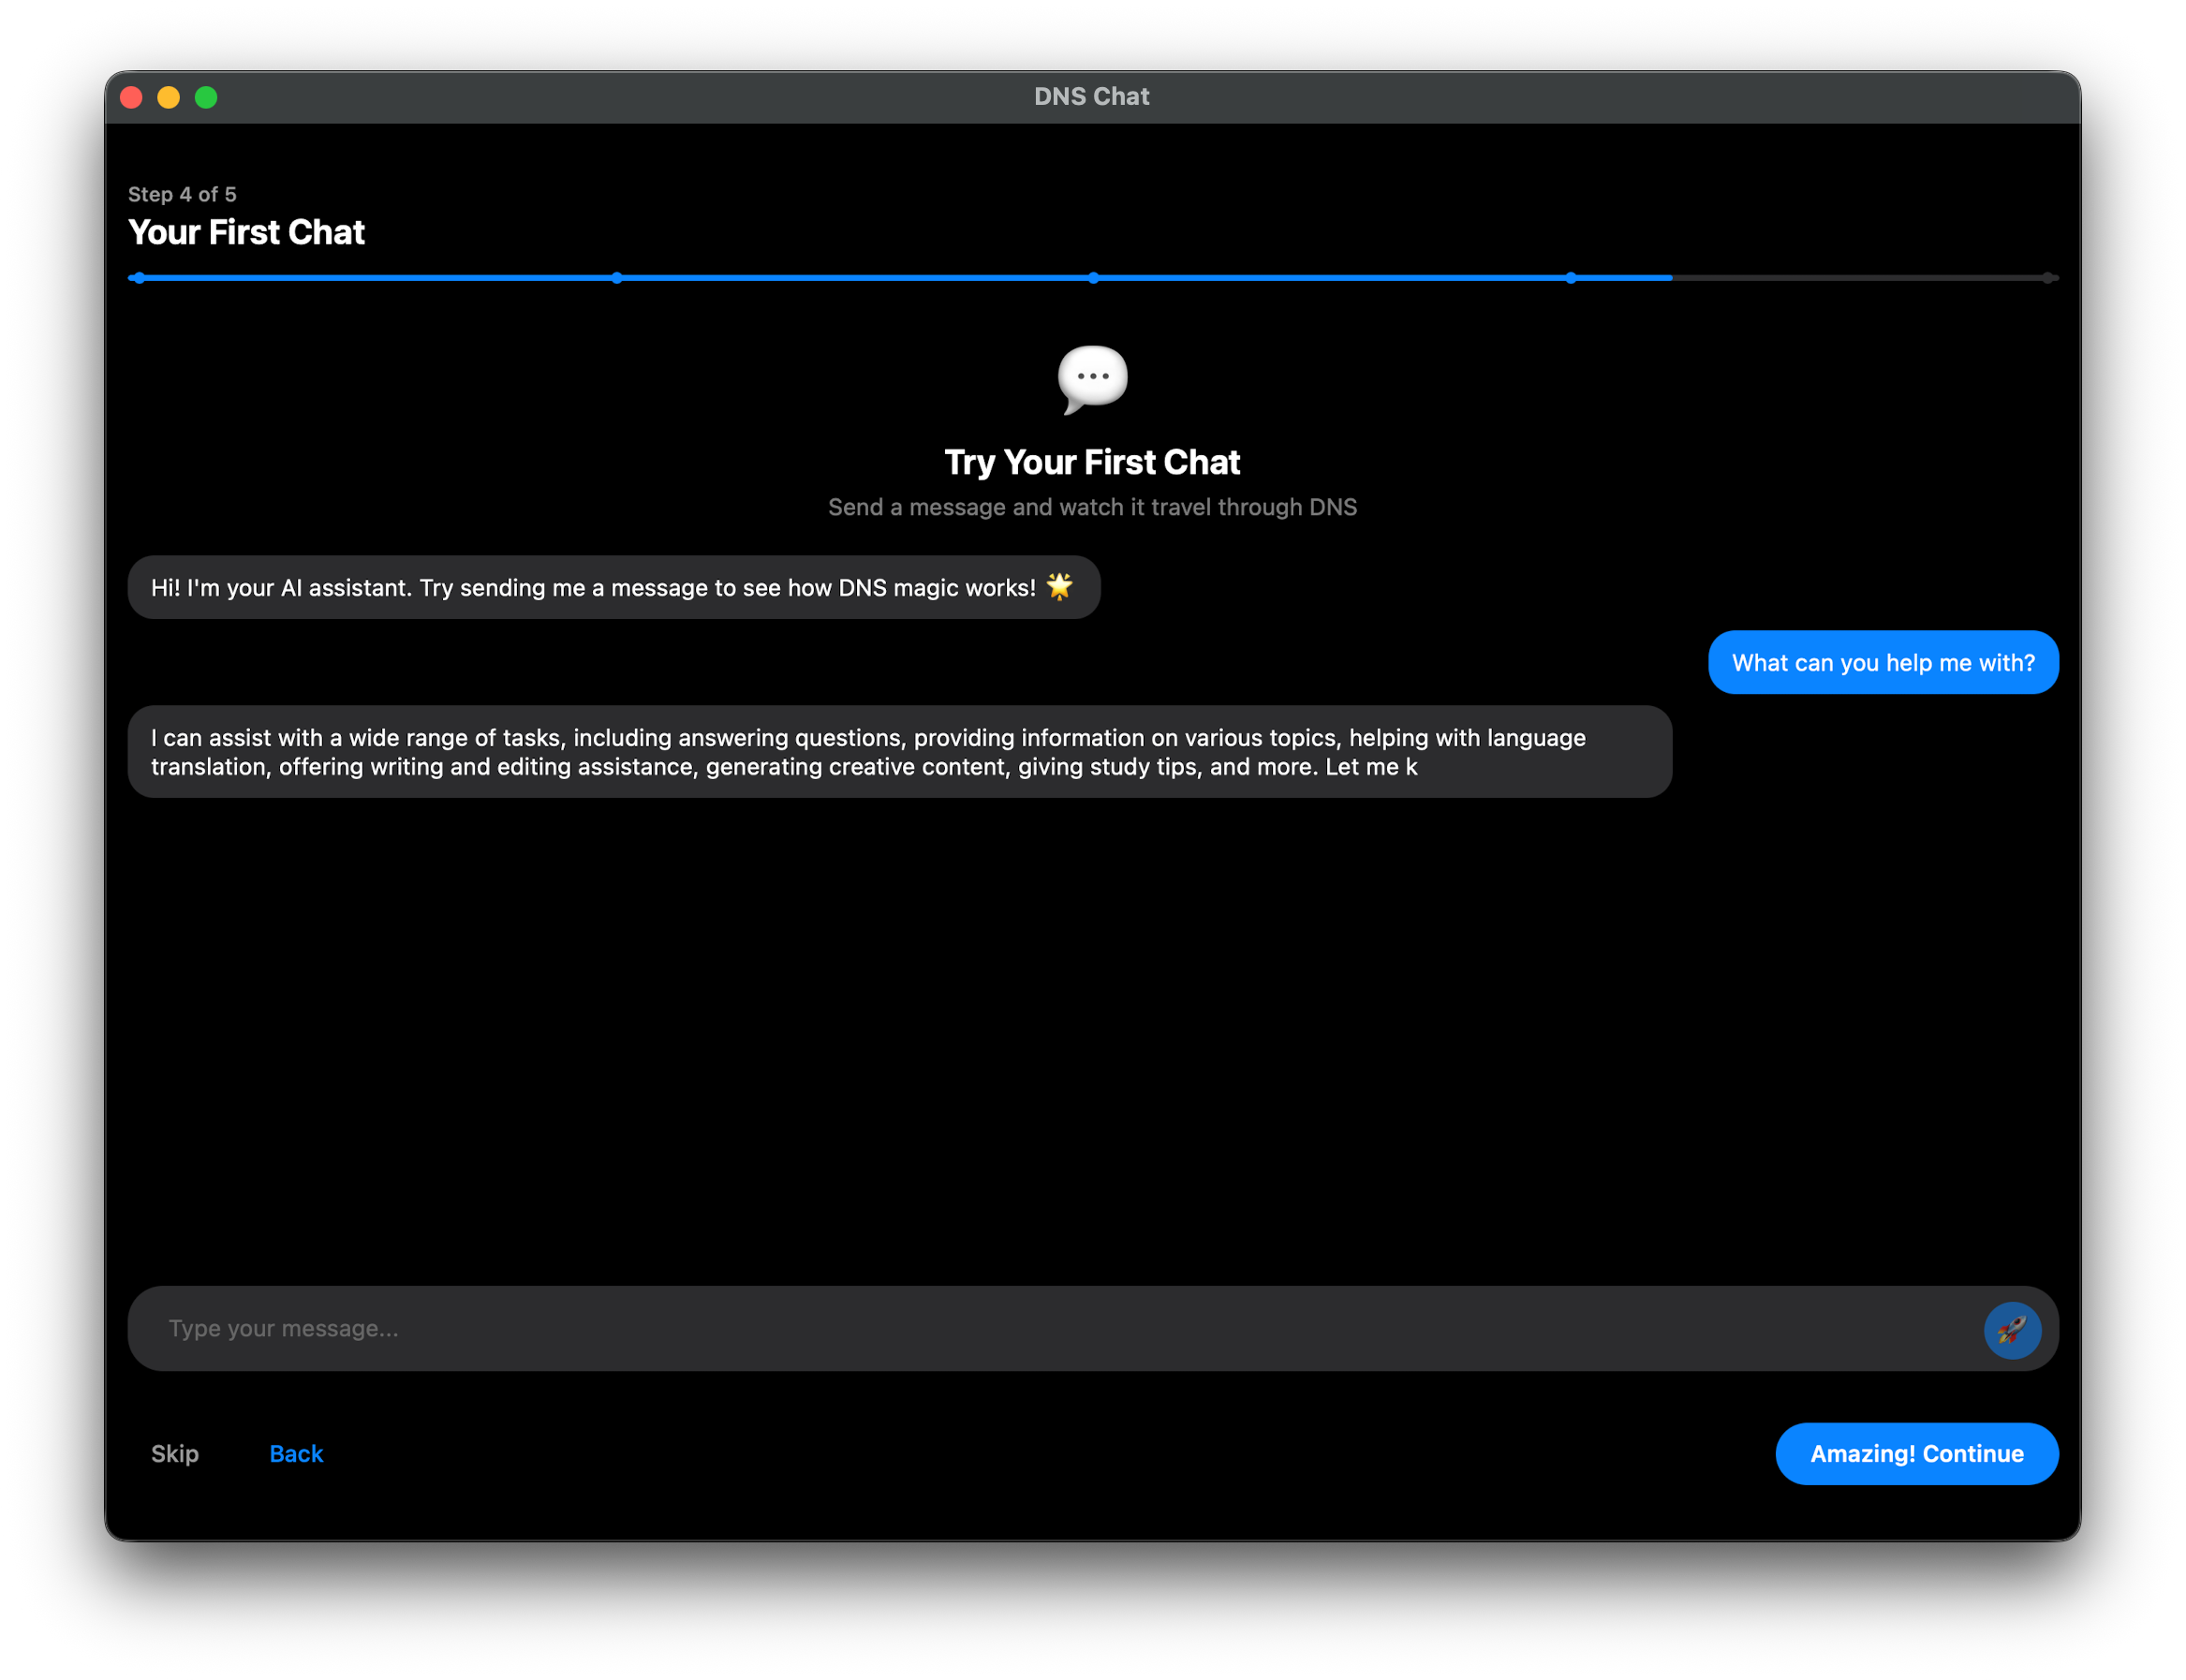 DNS Chat
Step 4 of 5
Your First Chat
Try Your First Chat
Send a message and watch it travel through DNS
Hi! I'm your AI assistant. Try sending me a message to see how DNS magic works! 🌟
What can you help me with?
I can assist with a wide range of tasks, including answering questions, providing information on various topics, helping with language
translation, offering writing and editing assistance, generating creative content, giving study tips, and more. Let me k
Type your message...
Skip
Back
Amazing! Continue